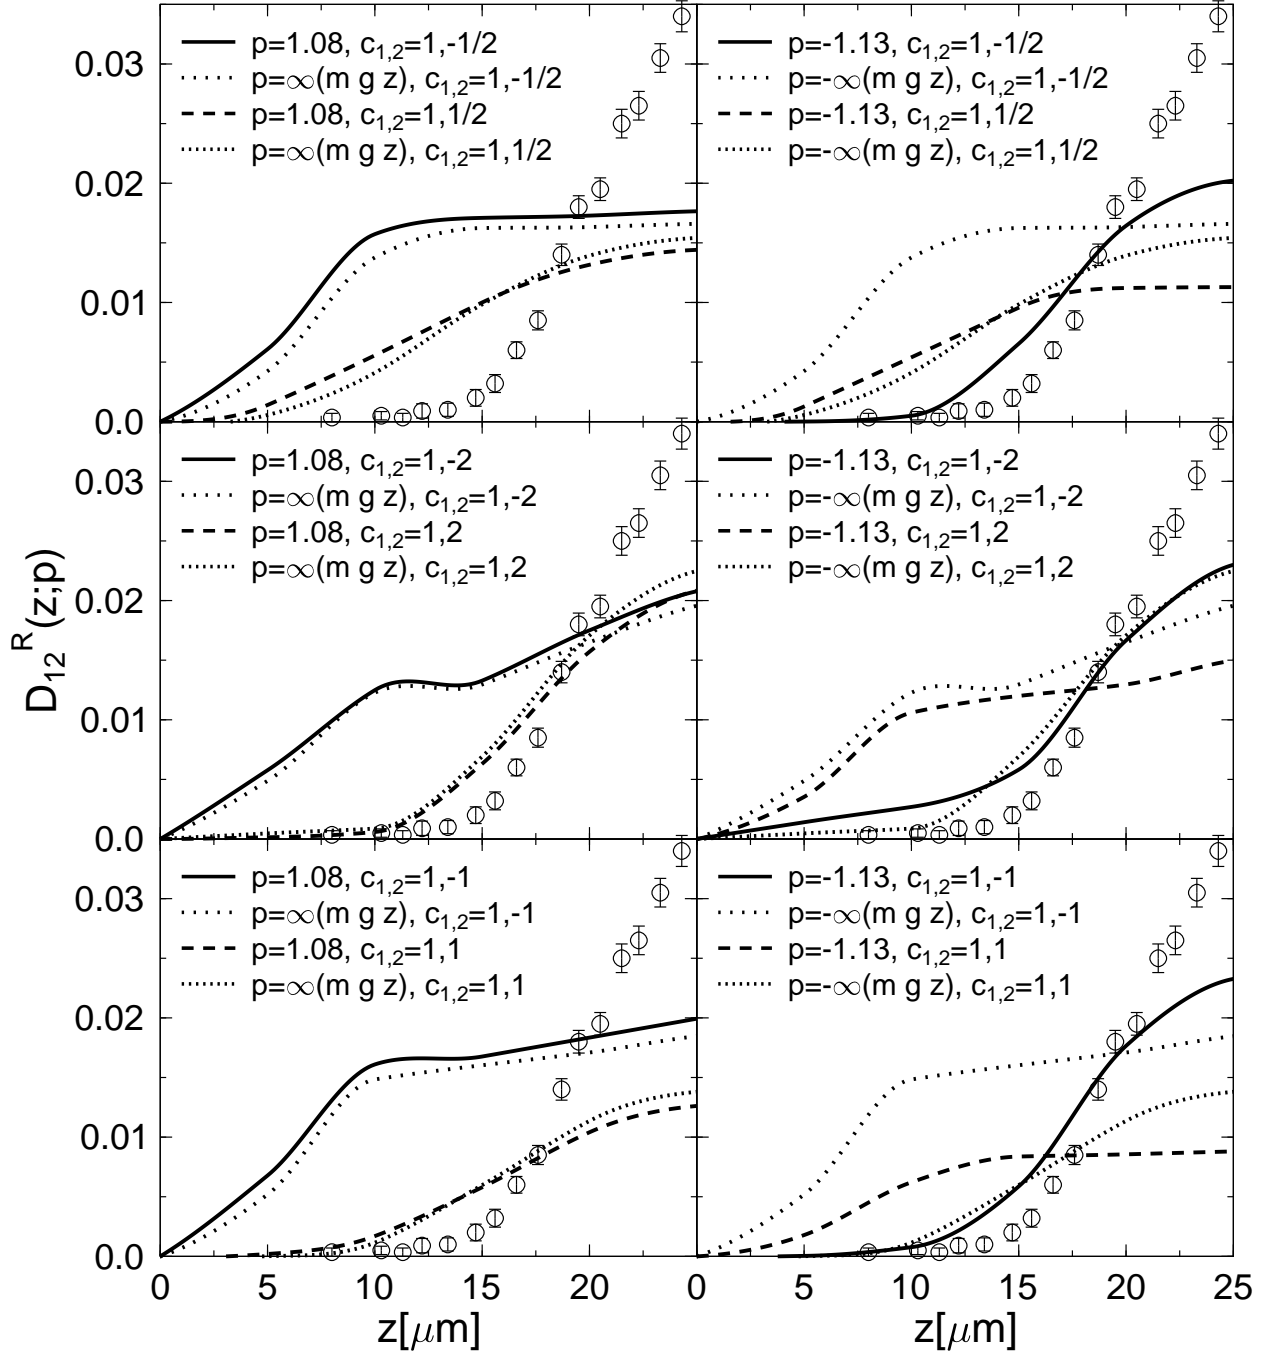 p=1.08, c1,2=1,-1/2
p=∞(m g z), c1,2=1,-1/2
p=1.08, c1,2=1,1/2
p=∞(m g z), c1,2=1,1/2
p=-1.13, c1,2=1,-1/2
p=-∞(m g z), c1,2=1,-1/2
p=-1.13, c1,2=1,1/2
p=-∞(m g z), c1,2=1,1/2
0.03
0.02
0.01
0.0
p=1.08, c1,2=1,-2
p=∞(m g z), c1,2=1,-2
p=1.08, c1,2=1,2
p=∞(m g z), c1,2=1,2
p=-1.13, c1,2=1,-2
p=-∞(m g z), c1,2=1,-2
p=-1.13, c1,2=1,2
p=-∞(m g z), c1,2=1,2
0.03
0.02
0.01
0.0
D12R(z;p)
p=1.08, c1,2=1,-1
p=∞(m g z), c1,2=1,-1
p=1.08, c1,2=1,1
p=∞(m g z), c1,2=1,1
p=-1.13, c1,2=1,-1
p=-∞(m g z), c1,2=1,-1
p=-1.13, c1,2=1,1
p=-∞(m g z), c1,2=1,1
0.03
0.02
0.01
0.0
0 5 10 15 20 0 5 10 15 20 25
z[μm] z[μm]